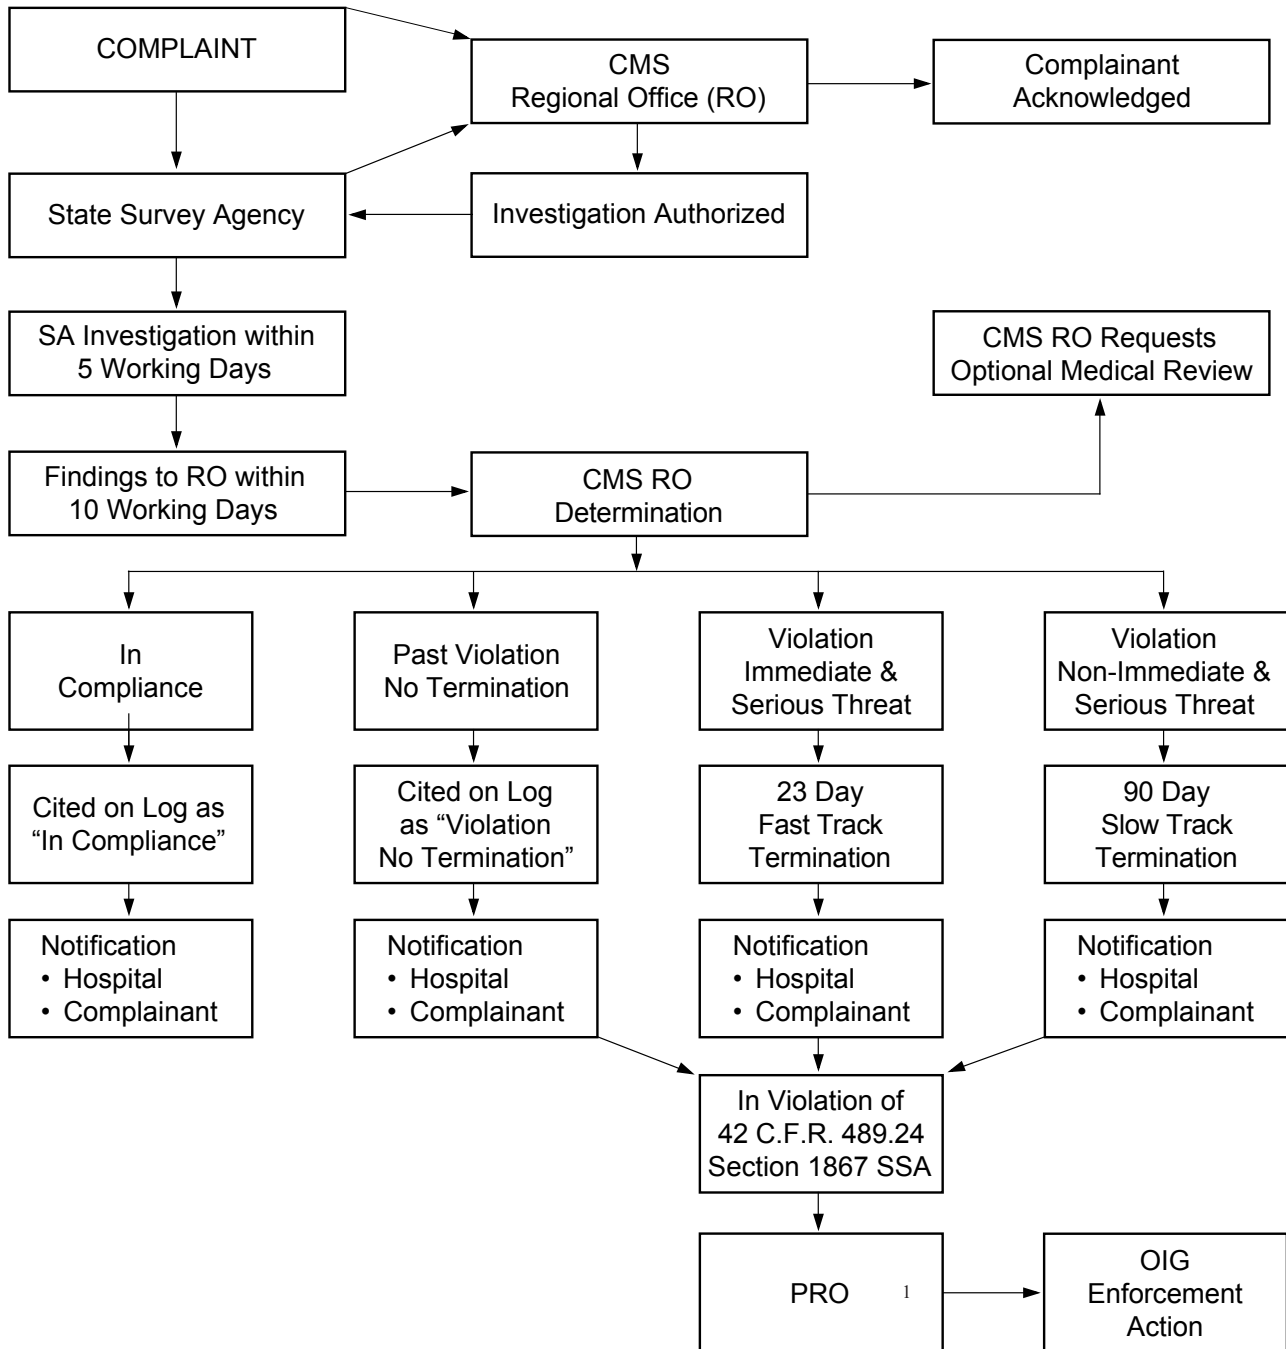 COMPLAINT
CMS
Regional Office (RO)
Complainant
Acknowledged
State Survey Agency
Investigation Authorized
SA Investigation within
5 Working Days
CMS RO Requests
Optional Medical Review
Findings to RO within
10 Working Days
CMS RO
Determination
In
Compliance
Past Violation
No Termination
Violation
Immediate &
Serious Threat
Violation
Non-Immediate &
Serious Threat
Cited on Log as
“In Compliance”
Cited on Log
as “Violation
No Termination”
23 Day
Fast Track
Termination
90 Day
Slow Track
Termination
Notification
• Hospital
• Complainant
Notification
• Hospital
• Complainant
Notification
• Hospital
• Complainant
Notification
• Hospital
• Complainant
In Violation of
42 C.F.R. 489.24
Section 1867 SSA
PRO 1
OIG
Enforcement
Action